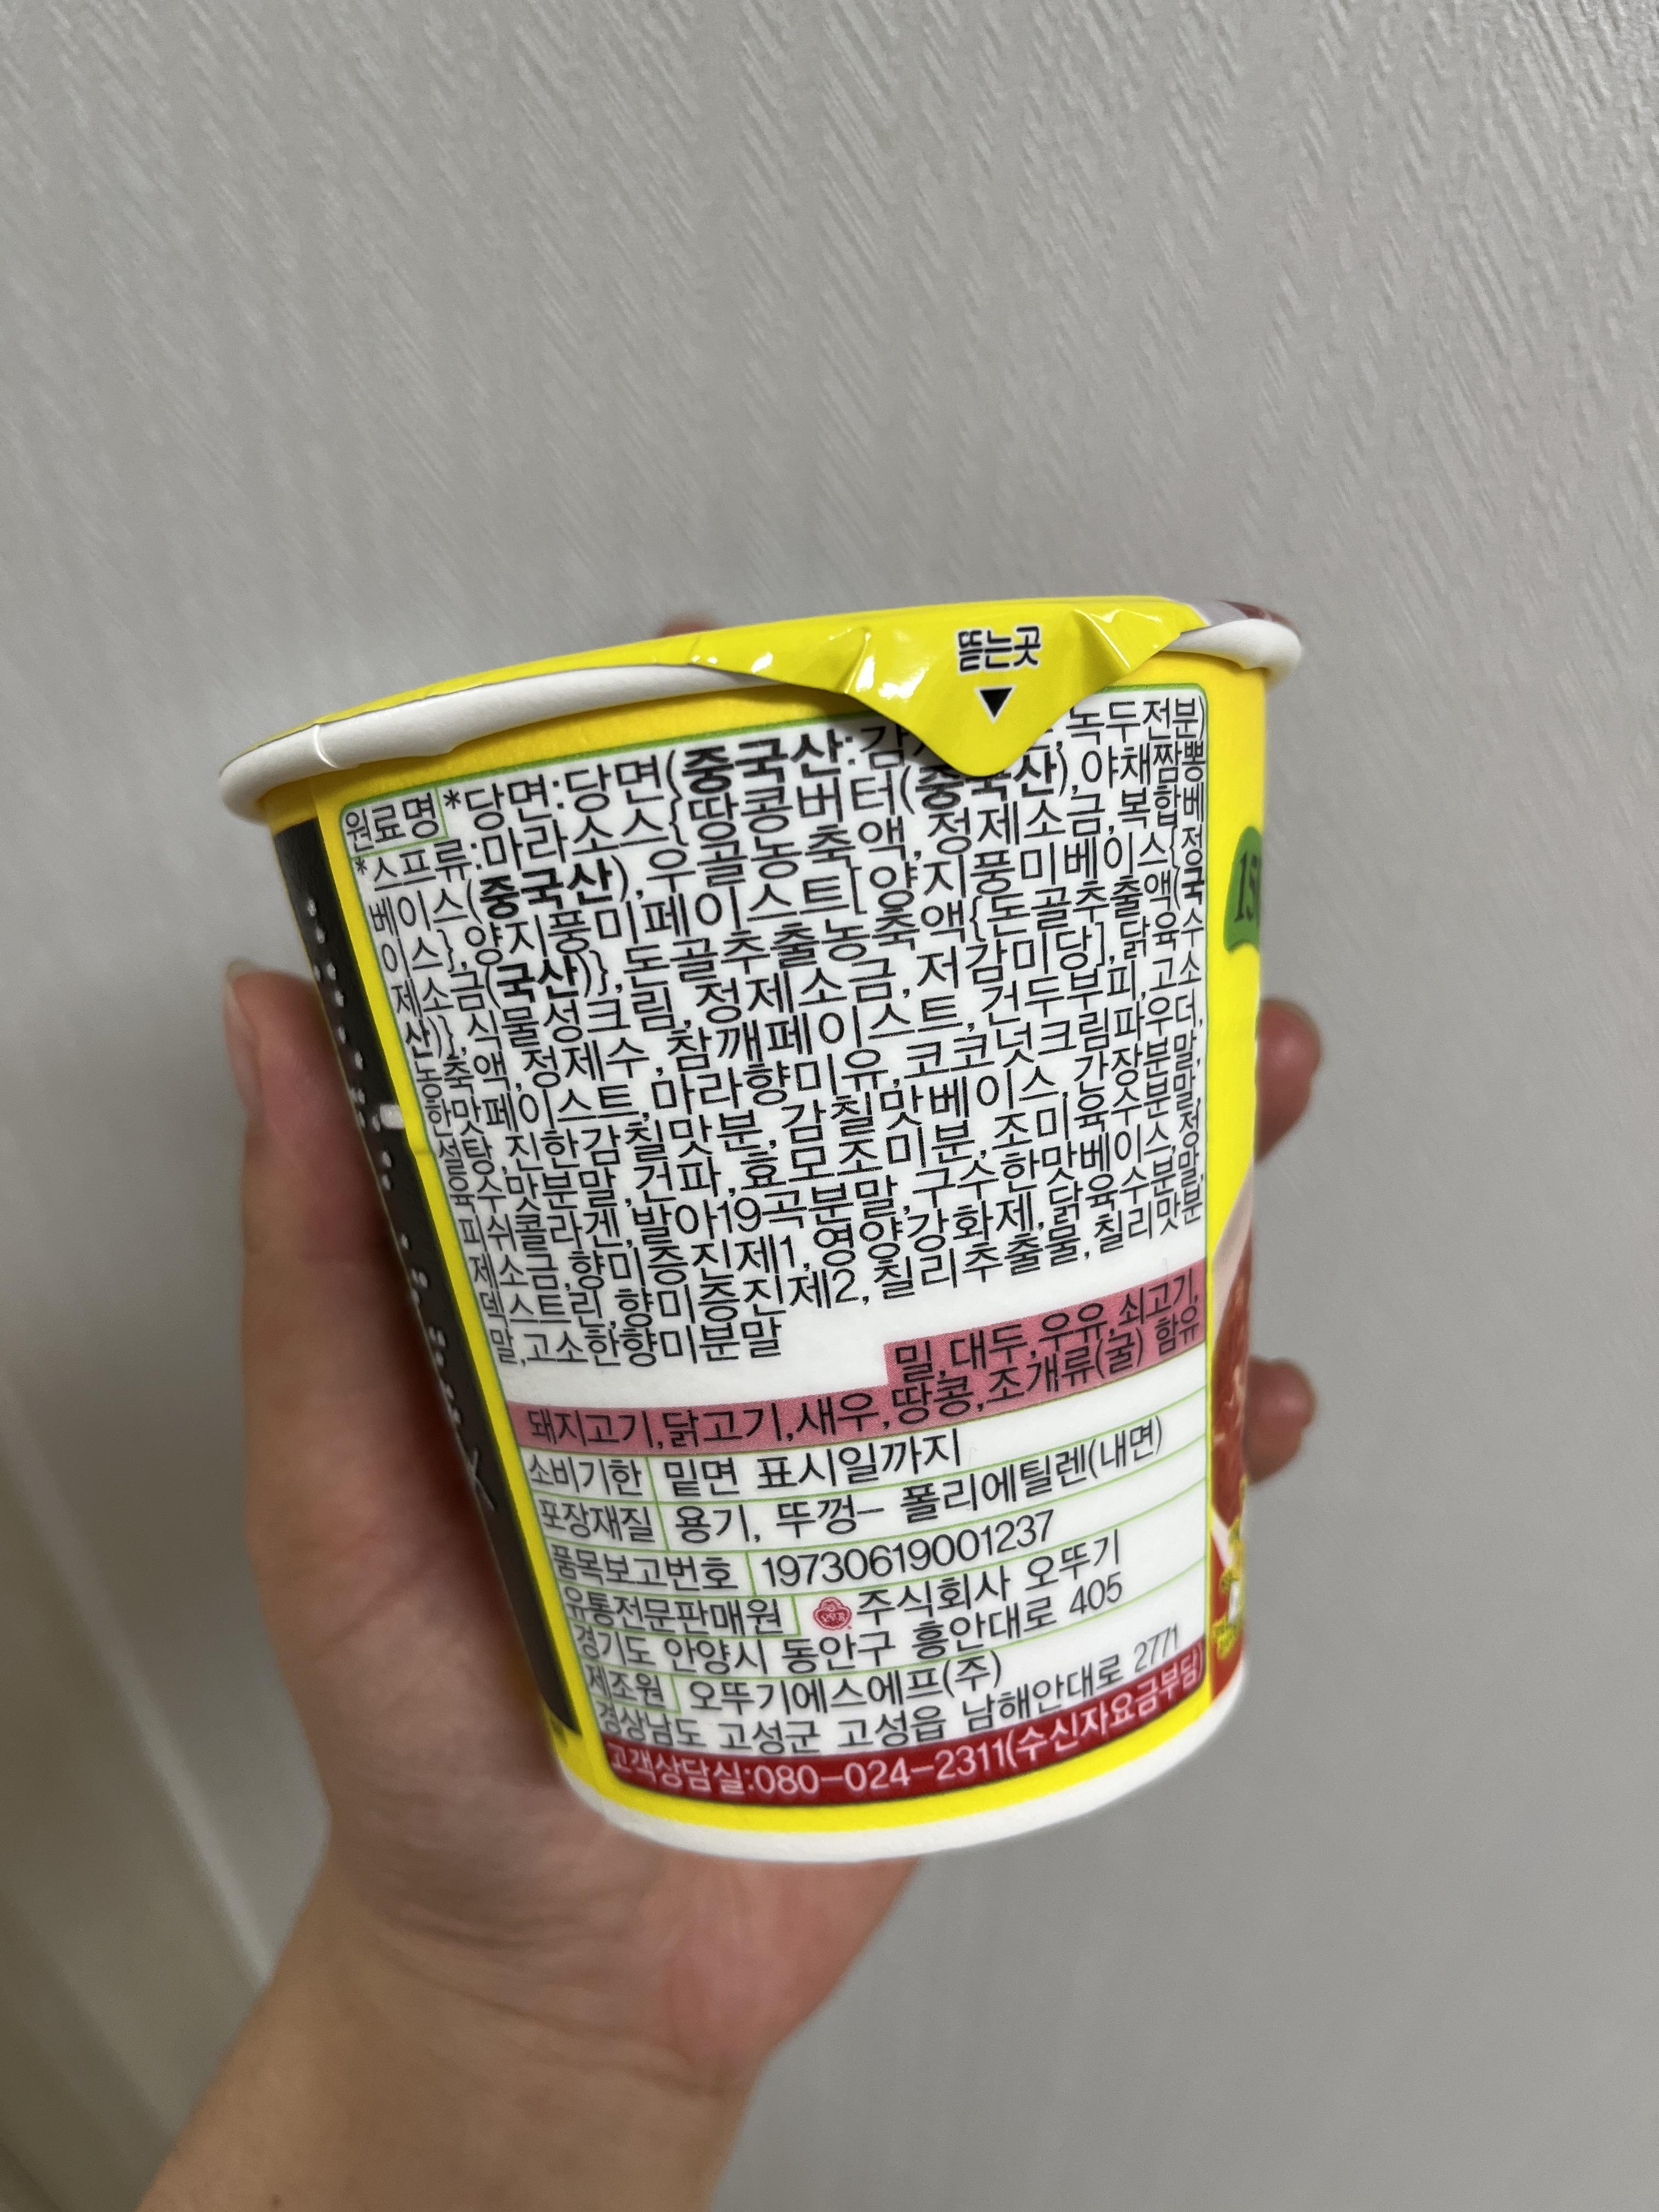 뜯는곳
원료명 *당면:당면(중국산:감 녹두전분)
*스프류:마라소스{땅콩버터(중국산),야채짬뽕
베이스(중국산),우골농축액,정제소금,복합베
이스},양지풍미페이스트[양지풍미베이스{정
제소금(국산)},돈골추출농축액{돈골추출액(국
산)},식물성크림,정제소금,저감미당],닭육수
농축액,정제수,참깨페이스트,건두부피,고소
한맛페이스트,마라향미유,코코넛크림파우더,
설탕,진한감칠맛분,감칠맛베이스,간장분말,
육수맛분말,건파,효모조미분,조미육수분말,
피쉬콜라겐,발아19곡분말,구수한맛베이스,정
제소금,향미증진제1,영양강화제,닭육수분말,
덱스트린,향미증진제2,칠리추출물,칠리맛분
말,고소한향미분말
밀,대두,우유,쇠고기,
돼지고기,닭고기,새우,땅콩,조개류(굴) 함유
소비기한 밑면 표시일까지
포장재질 용기, 뚜껑- 폴리에틸렌(내면)
품목보고번호 19730619001237
유통전문판매원 주식회사 오뚜기
경기도 안양시 동안구 흥안대로 405
제조원 오뚜기에스에프(주)
경상남도 고성군 고성읍 남해안대로 2771
고객상담실:080-024-2311(수신자요금부담)